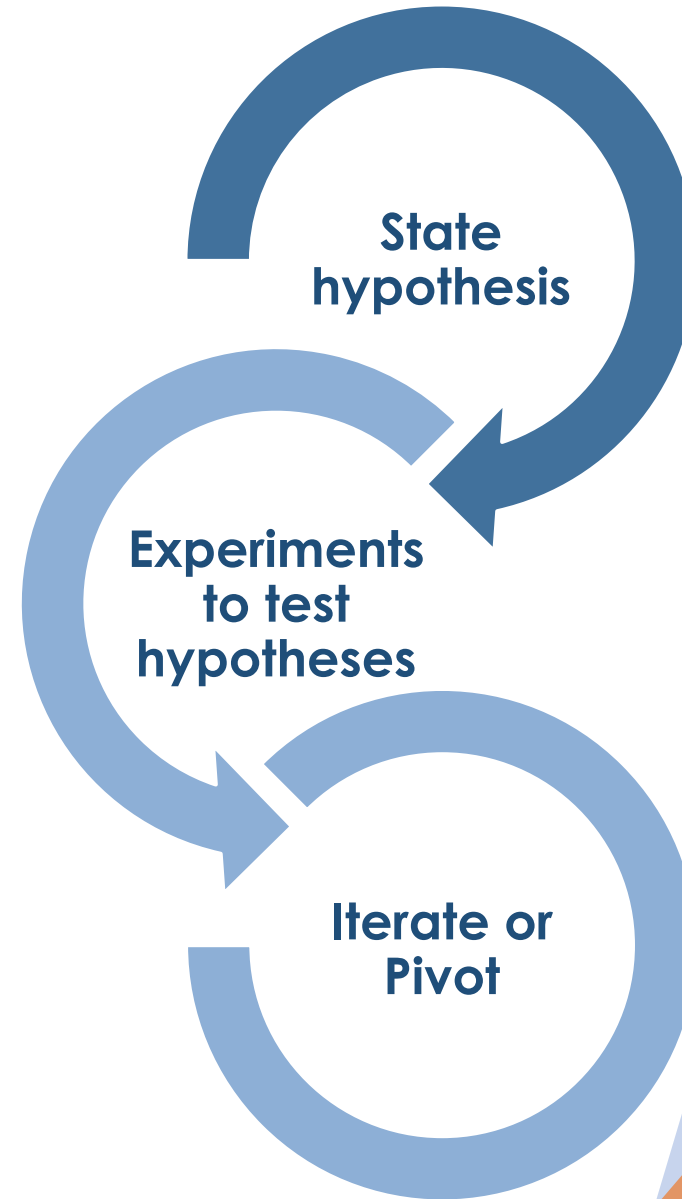 State
hypothesis
Experiments
to test
hypotheses
Iterate or
Pivot